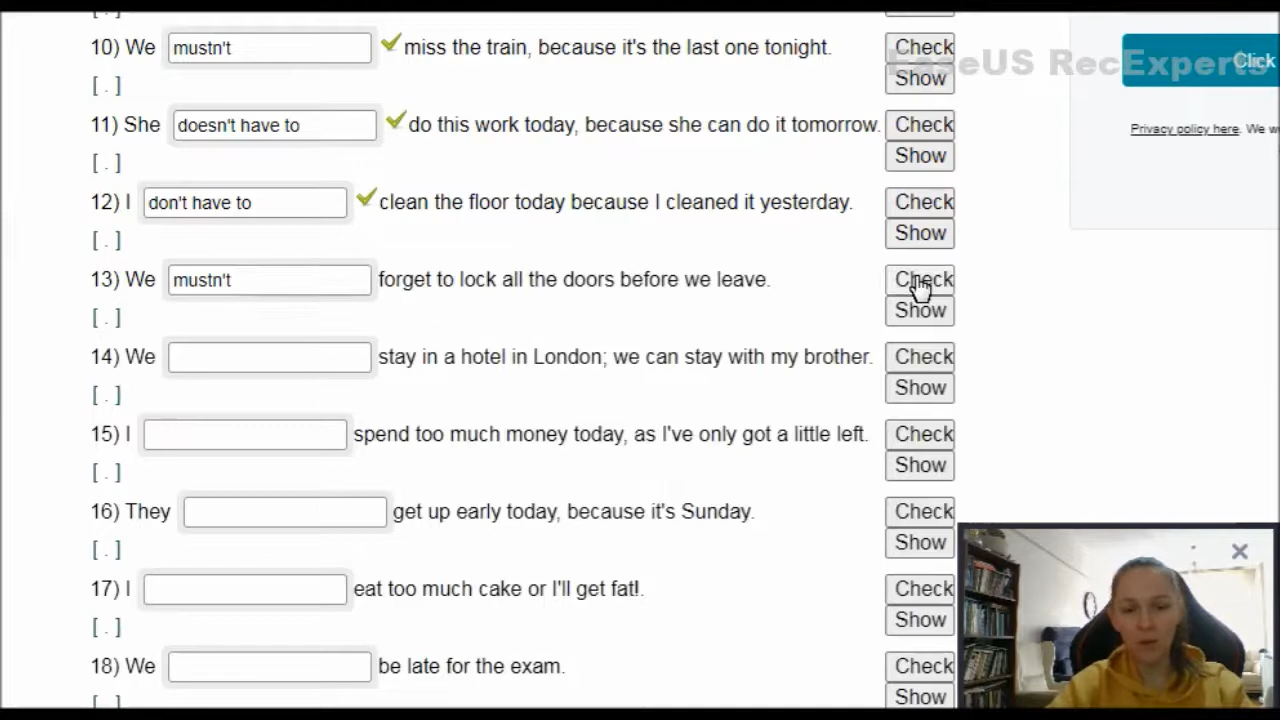 10) We mustn't miss the train, because it's the last one tonight. Check
EaseUS RecExperts
Click
[ . ] Show
11) She doesn't have to do this work today, because she can do it tomorrow. Check
Privacy policy here. We w
[ . ] Show
12) I don't have to clean the floor today because I cleaned it yesterday. Check
[ . ] Show
13) We mustn't forget to lock all the doors before we leave. Check
[ . ] Show
14) We stay in a hotel in London; we can stay with my brother. Check
[ . ] Show
15) I spend too much money today, as I've only got a little left. Check
[ . ] Show
16) They get up early today, because it's Sunday. Check
[ . ] Show
17) I eat too much cake or I'll get fat!. Check
[ . ] Show
18) We be late for the exam. Check
Show